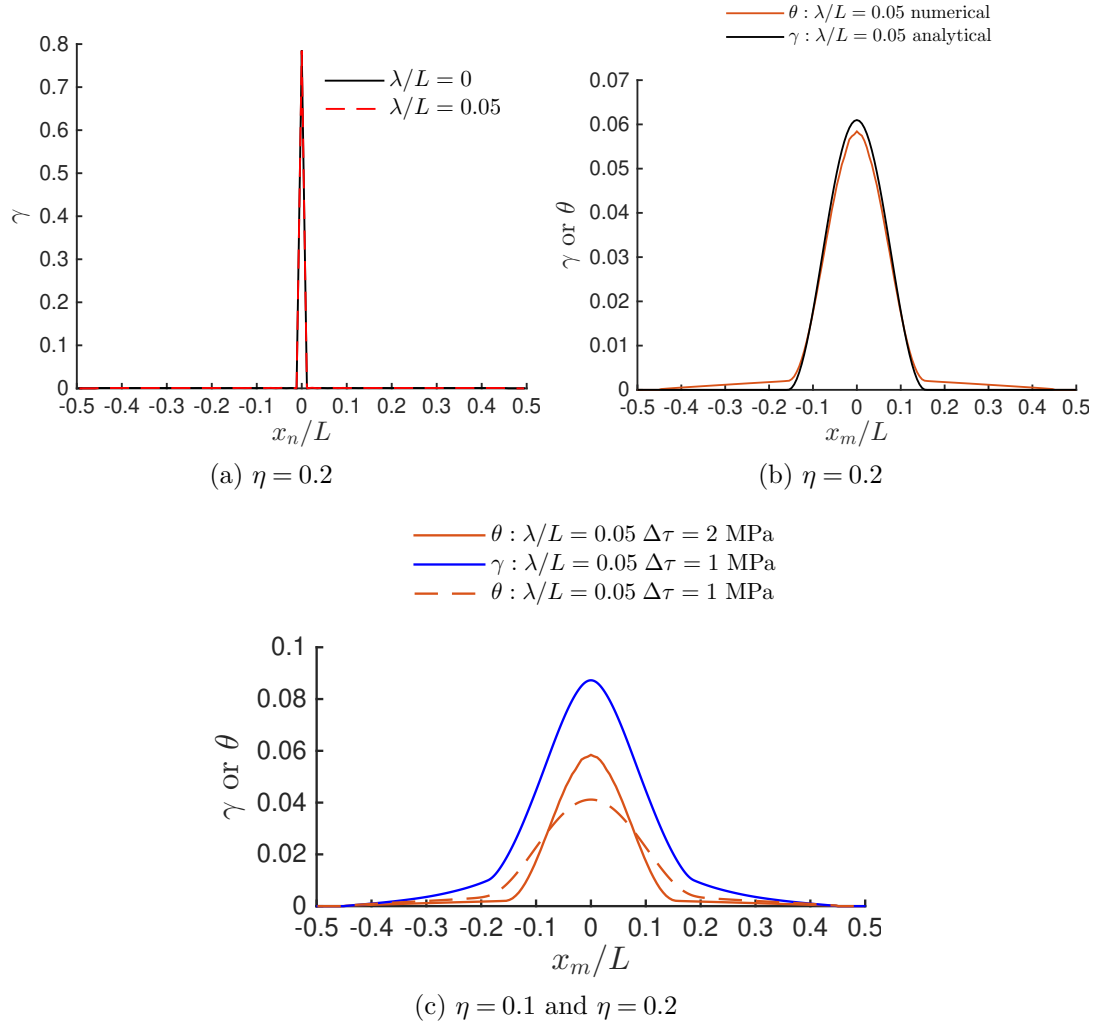 λ/L = 0
λ/L = 0.05
γ
0.8
0.7
0.6
0.5
0.4
0.3
0.2
0.1
0
-0.5 -0.4 -0.3 -0.2 -0.1 0 0.1 0.2 0.3 0.4 0.5
x_n/L
(a) η = 0.2
θ : λ/L = 0.05 numerical
γ : λ/L = 0.05 analytical
γ or θ
0.07
0.06
0.05
0.04
0.03
0.02
0.01
0
-0.5 -0.4 -0.3 -0.2 -0.1 0 0.1 0.2 0.3 0.4 0.5
x_m/L
(b) η = 0.2
θ : λ/L = 0.05 Δτ = 2 MPa
γ : λ/L = 0.05 Δτ = 1 MPa
θ : λ/L = 0.05 Δτ = 1 MPa
γ or θ
0.1
0.08
0.06
0.04
0.02
0
-0.5 -0.4 -0.3 -0.2 -0.1 0 0.1 0.2 0.3 0.4 0.5
x_m/L
(c) η = 0.1 and η = 0.2